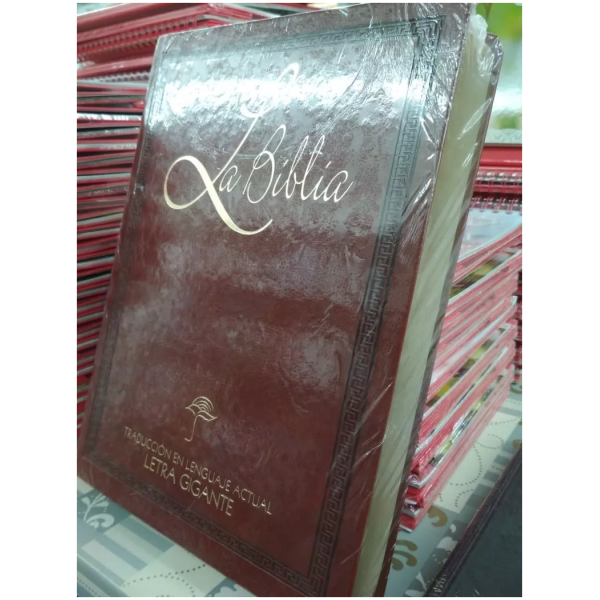 La Biblia
TRADUCCIÓN EN LENGUAJE ACTUAL
LETRA GIGANTE